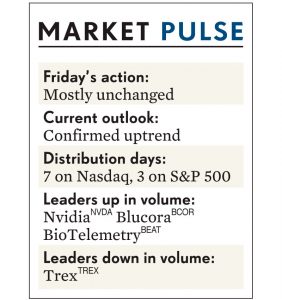 MARKET PULSE
Friday's action:
Mostly unchanged
Current outlook:
Confirmed uptrend
Distribution days:
7 on Nasdaq, 3 on S&P 500
Leaders up in volume:
Nvidia NVDA Blucora BCOR
BioTelemetry BEAT
Leaders down in volume:
Trex TREX